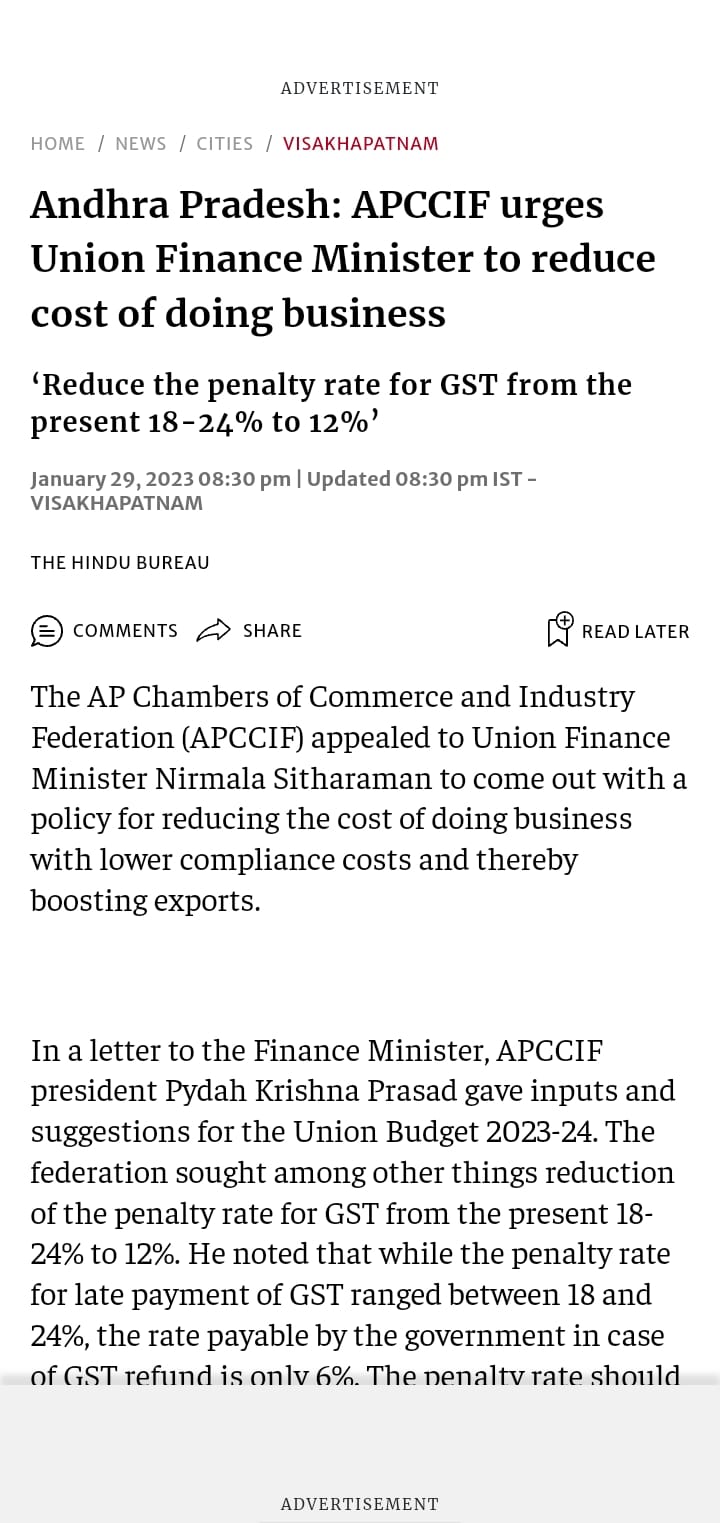 ADVERTISEMENT
HOME / NEWS / CITIES / VISAKHAPATNAM
Andhra Pradesh: APCCIF urges
Union Finance Minister to reduce
cost of doing business
‘Reduce the penalty rate for GST from the
present 18-24% to 12%’
January 29, 2023 08:30 pm | Updated 08:30 pm IST -
VISAKHAPATNAM
THE HINDU BUREAU
COMMENTS SHARE READ LATER
The AP Chambers of Commerce and Industry
Federation (APCCIF) appealed to Union Finance
Minister Nirmala Sitharaman to come out with a
policy for reducing the cost of doing business
with lower compliance costs and thereby
boosting exports.
In a letter to the Finance Minister, APCCIF
president Pydah Krishna Prasad gave inputs and
suggestions for the Union Budget 2023-24. The
federation sought among other things reduction
of the penalty rate for GST from the present 18-
24% to 12%. He noted that while the penalty rate
for late payment of GST ranged between 18 and
24%, the rate payable by the government in case
of GST refund is only 6%. The penalty rate should
ADVERTISEMENT